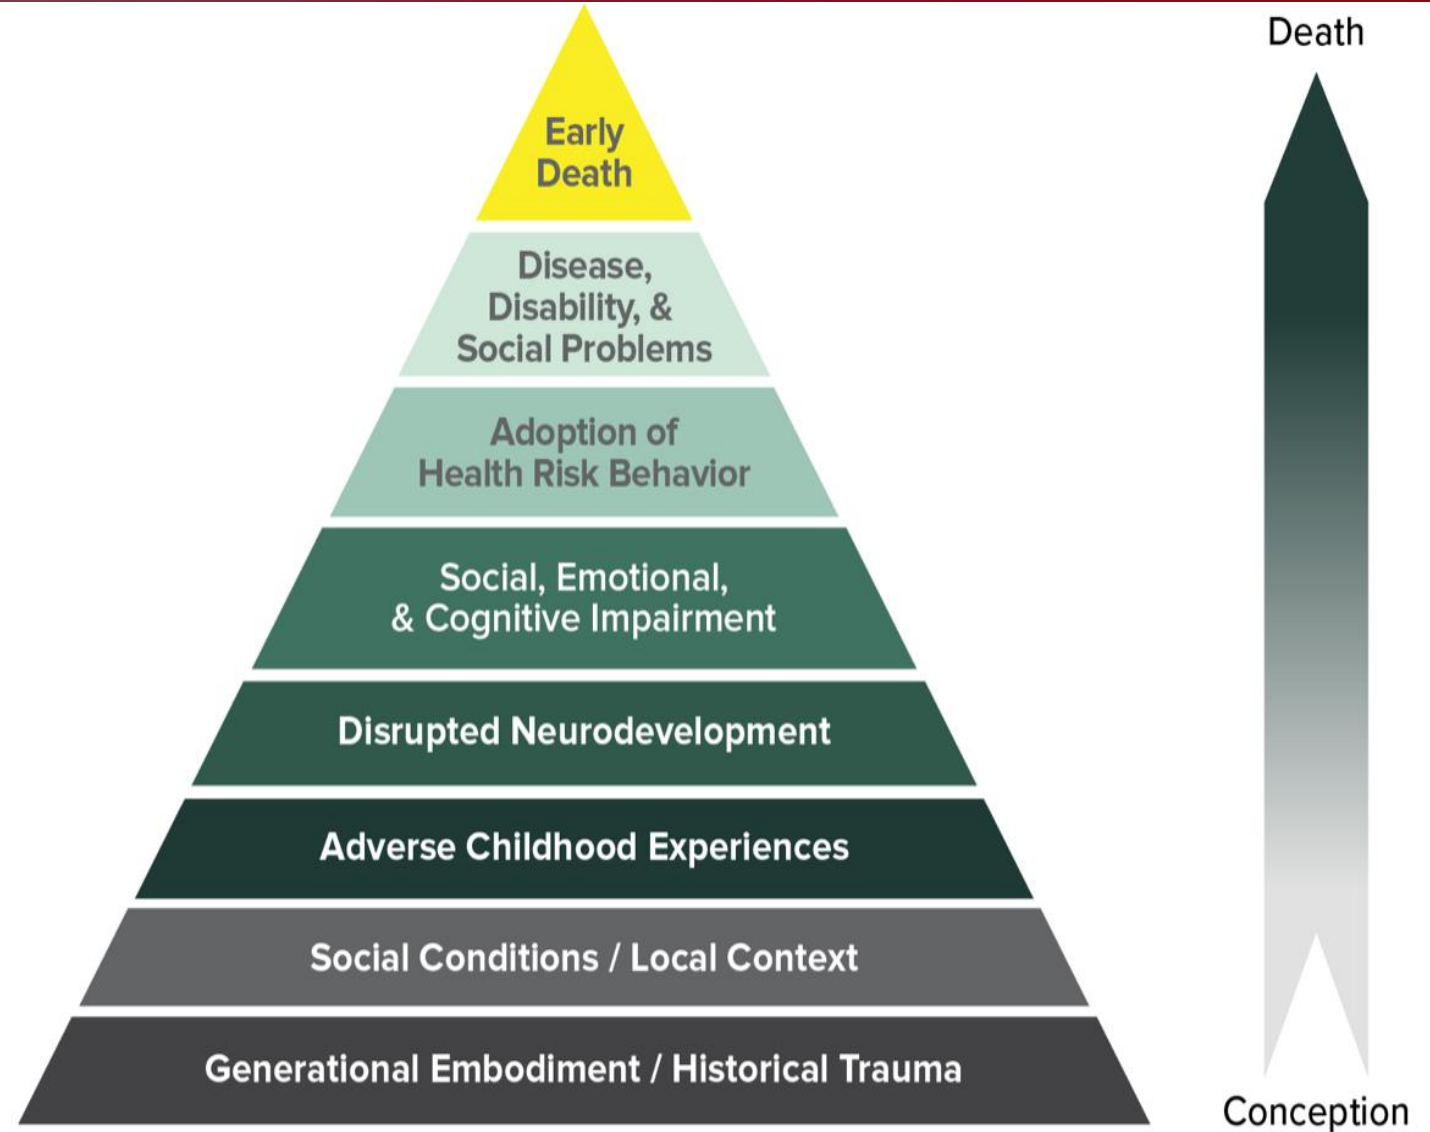 Death
Early
Death
Disease,
Disability, &
Social Problems
Adoption of
Health Risk Behavior
Social, Emotional,
& Cognitive Impairment
Disrupted Neurodevelopment
Adverse Childhood Experiences
Social Conditions / Local Context
Generational Embodiment / Historical Trauma
Conception